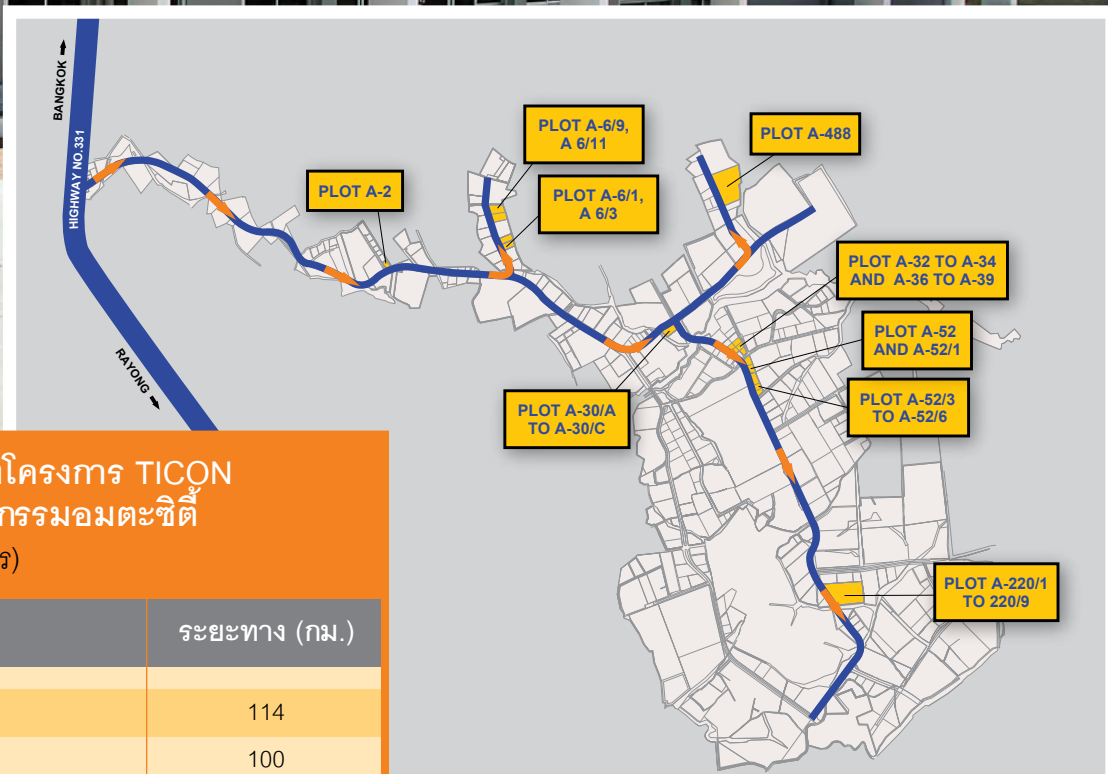 BANGKOK
HIGHWAY NO.331
RAYONG
PLOT A-2
PLOT A-6/9,
A 6/11
PLOT A-6/1,
A 6/3
PLOT A-488
PLOT A-32 TO A-34
AND A-36 TO A-39
PLOT A-52
AND A-52/1
PLOT A-52/3
TO A-52/6
PLOT A-30/A
TO A-30/C
PLOT A-220/1
TO 220/9
โครงการ TICON
กรรมอมตะซิตี้
ร)
ระยะทาง (กม.)
114
100